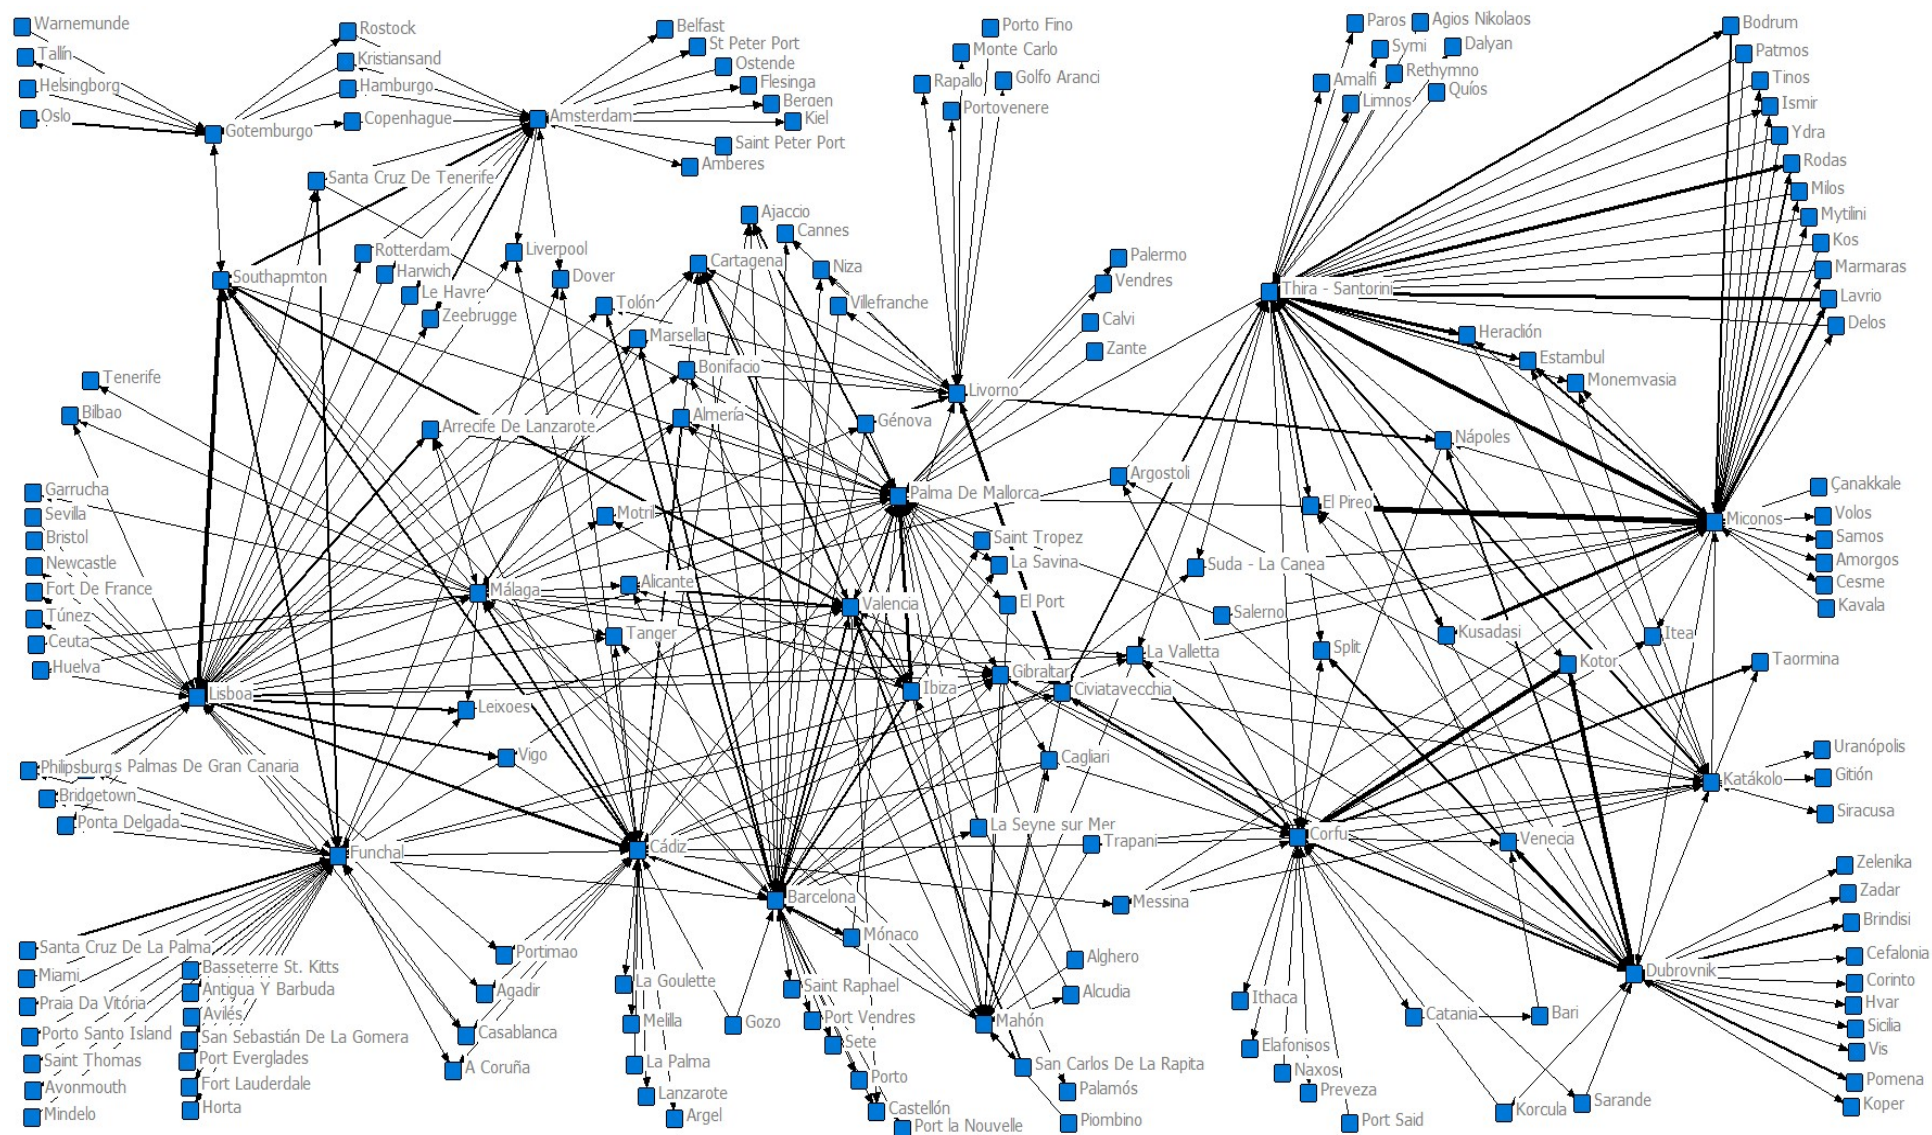 Warnemunde
Tallín
Helsingborg
Oslo
Rostock
Kristiansand
Hamburgo
Copenhague
Gotemburgo
Amsterdam
Belfast
St Peter Port
Ostende
Flesinga
Bergen
Kiel
Saint Peter Port
Amberes
Porto Fino
Monte Carlo
Rapallo
Golfo Aranci
Portovenere
Paros
Agios Nikolaos
Symi
Dalyan
Amalfi
Rethymno
Limnos
Quíos
Bodrum
Patmos
Tinos
Ismir
Ydra
Rodas
Milos
Mytilini
Kos
Marmaras
Lavrio
Delos
Santa Cruz De Tenerife
Ajaccio
Cannes
Rotterdam
Harwich
Le Havre
Zeebrugge
Liverpool
Dover
Cartagena
Niza
Tolón
Villefranche
Marsella
Bonifacio
Palermo
Vendres
Calvi
Zante
Southapmton
Thira - Santorini
Heraclión
Estambul
Monemvasia
Tenerife
Bilbao
Arrecife De Lanzarote
Almería
Génova
Livorno
Nápoles
Garrucha
Sevilla
Bristol
Newcastle
Fort De France
Túnez
Ceuta
Huelva
Motril
Palma De Mallorca
Argostoli
El Pireo
Miconos
Çanakkale
Volos
Samos
Amorgos
Cesme
Kavala
Málaga
Alicante
Valencia
Saint Tropez
La Savina
El Port
Suda - La Canea
Salerno
Kusadasi
Itea
Tanger
Split
Kotor
Taormina
Lisboa
Leixoes
Ibiza
Gibraltar
Civiatavecchia
La Valletta
Vigo
Cagliari
Philipsburg
s Palmas De Gran Canaria
Bridgetown
Ponta Delgada
Katákolo
Uranópolis
Gitión
Siracusa
Funchal
Cádiz
La Seyne sur Mer
Trapani
Corfu
Venecia
Barcelona
Messina
Zelenika
Zadar
Brindisi
Cefalonia
Corinto
Hvar
Sicilia
Vis
Pomena
Koper
Santa Cruz De La Palma
Miami
Praia Da Vitória
Porto Santo Island
Saint Thomas
Avonmouth
Mindelo
Basseterre St. Kitts
Antigua Y Barbuda
Avilés
San Sebastián De La Gomera
Port Everglades
Fort Lauderdale
Horta
Portimao
Agadir
Casablanca
A Coruña
La Goulette
Melilla
La Palma
Lanzarote
Argel
Gozo
Mónaco
Saint Raphael
Port Vendres
Sete
Porto
Castellón
Port la Nouvelle
Alghero
Alcudia
Mahón
San Carlos De La Rapita
Palamós
Piombino
Ithaca
Elafonisos
Naxos
Preveza
Port Said
Catania
Bari
Korcula
Sarande
Dubrovnik